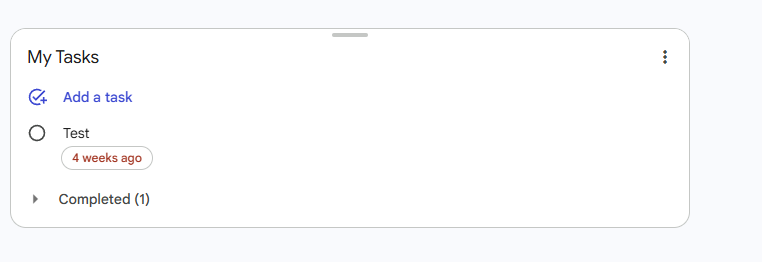 My Tasks
Add a task
Test
4 weeks ago
Completed (1)